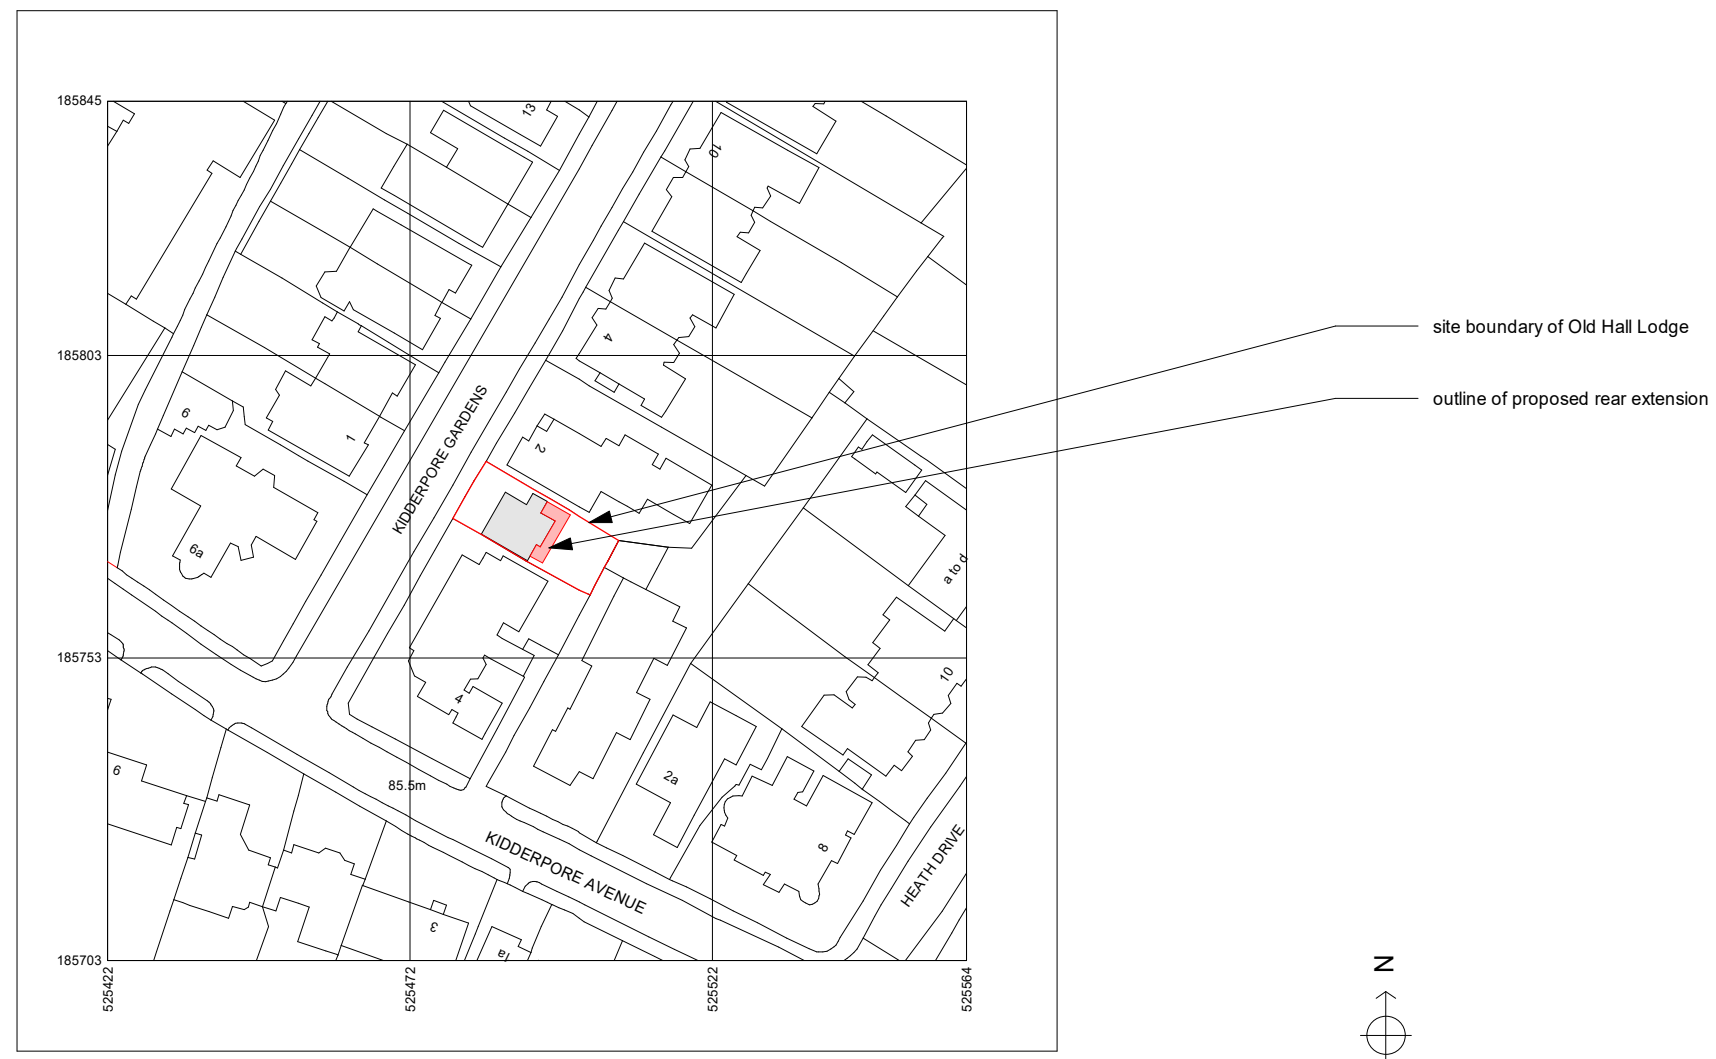 185845
13
10
site boundary of Old Hall Lodge
4
185803
outline of proposed rear extension
9
1
KIDDERPORE GARDENS
2
6a
a to d
185753
10
4
9
2a
85.5m
8
KIDDERPORE AVENUE
HEATH DRIVE
3
1a
185703
525422
525472
525522
525564
N